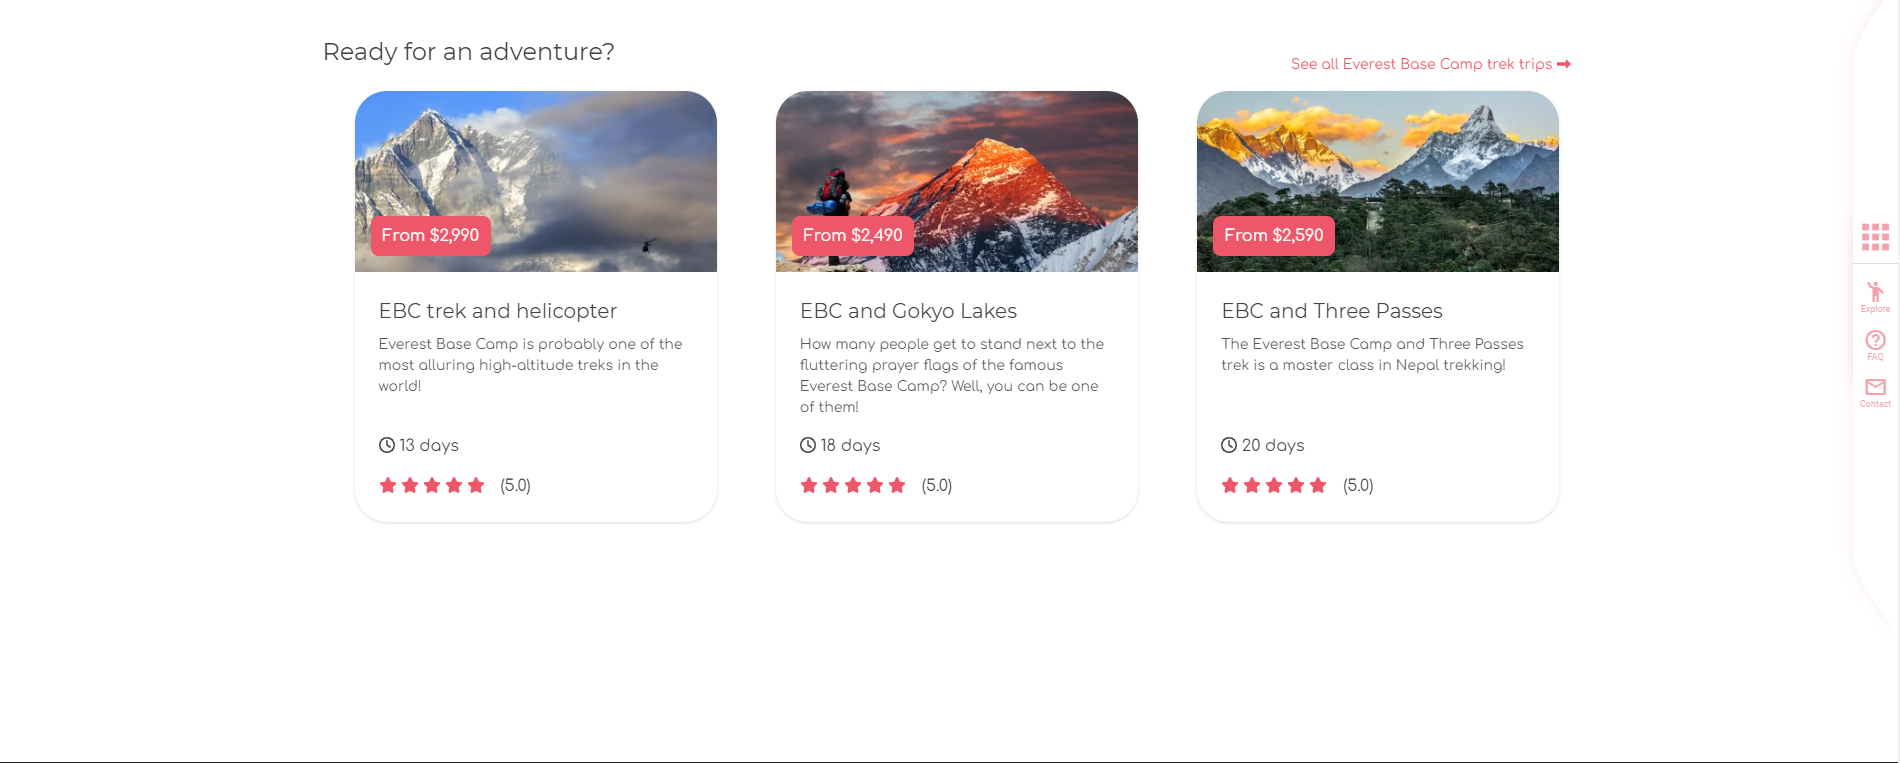 Ready for an adventure?
See all Everest Base Camp trek trips
From $2,990
EBC trek and helicopter
Everest Base Camp is probably one of the
most alluring high-altitude treks in the
world!
13 days
(5.0)
From $2,490
EBC and Gokyo Lakes
How many people get to stand next to the
fluttering prayer flags of the famous
Everest Base Camp? Well, you can be one
of them!
18 days
(5.0)
From $2,590
EBC and Three Passes
The Everest Base Camp and Three Passes
trek is a master class in Nepal trekking!
20 days
(5.0)
Explore
FAQ
Contact